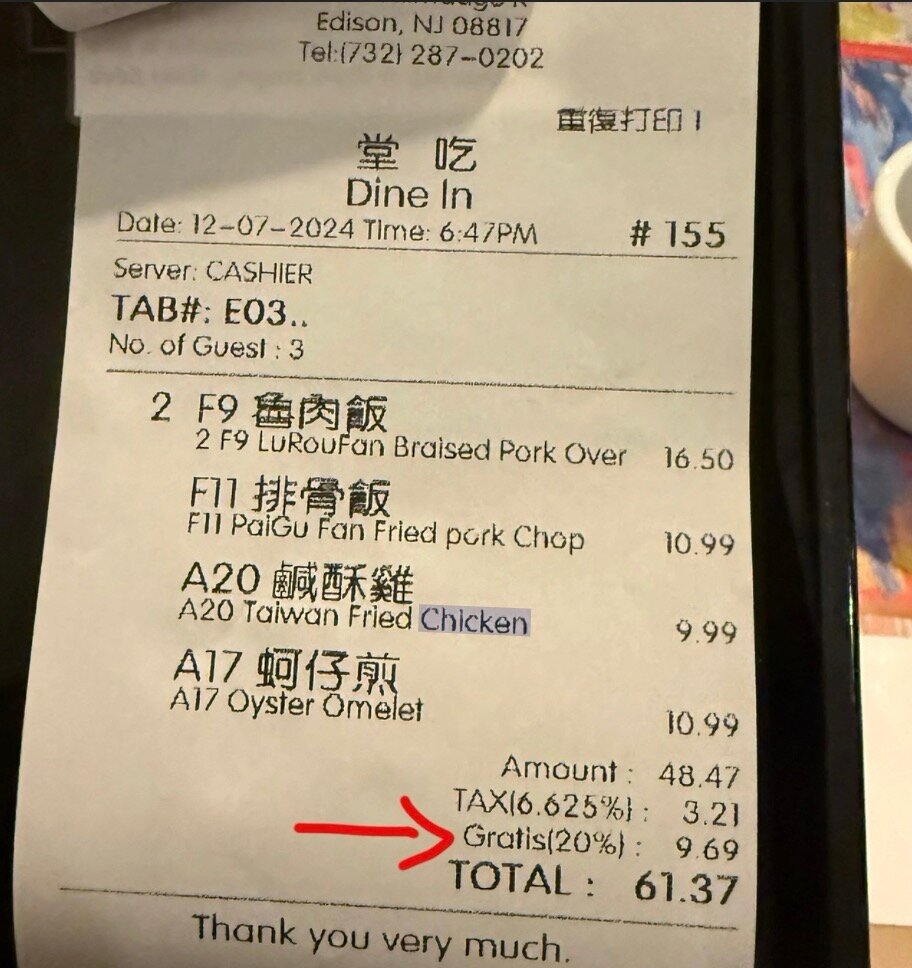 Edison, NJ 08817
Tel:(732) 287-0202
重復打印!
堂 吃
Dine In
Date: 12-07-2024 Time: 6:47PM # 155
Server: CASHIER
TAB#: E03..
No. of Guest : 3
2 F9 魯肉飯
2 F9 LuRouFan Braised Pork Over 16.50
F11 排骨飯
F11 PaiGu Fan Fried pork Chop 10.99
A20 鹹酥雞
A20 Taiwan Fried Chicken 9.99
A17 蚵仔煎
A17 Oyster Omelet 10.99
Amount : 48.47
TAX(6.625%) : 3.21
Gratis(20%) : 9.69
TOTAL : 61.37
Thank you very much.